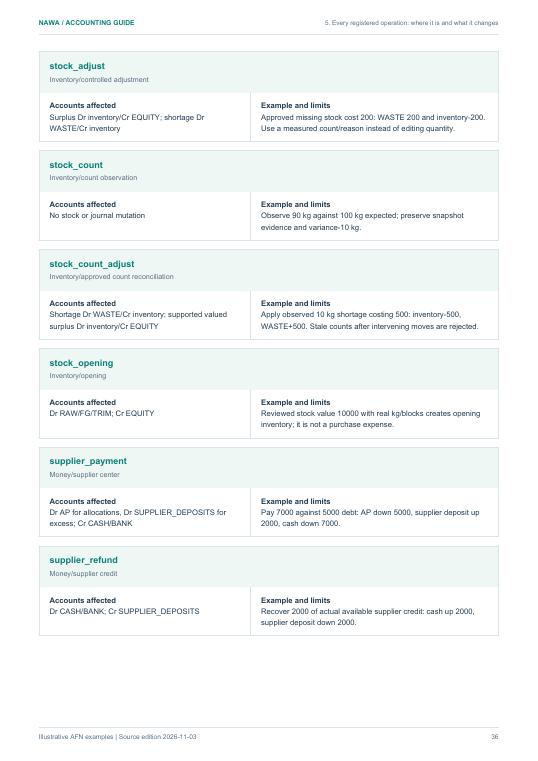 NAWA / ACCOUNTING GUIDE
5. Every registered operation: where it is and what it changes
stock_adjust
Inventory/controlled adjustment
Accounts affected
Surplus Dr inventory/Cr EQUITY; shortage Dr
WASTE/Cr inventory
Example and limits
Approved missing stock cost 200: WASTE 200 and inventory-200.
Use a measured count/reason instead of editing quantity.
stock_count
Inventory/count observation
Accounts affected
No stock or journal mutation
Example and limits
Observe 90 kg against 100 kg expected; preserve snapshot
evidence and variance-10 kg.
stock_count_adjust
Inventory/approved count reconciliation
Accounts affected
Shortage Dr WASTE/Cr inventory; supported valued
surplus Dr inventory/Cr EQUITY
Example and limits
Apply observed 10 kg shortage costing 500: inventory-500,
WASTE+500. Stale counts after intervening moves are rejected.
stock_opening
Inventory/opening
Accounts affected
Dr RAW/FG/TRIM; Cr EQUITY
Example and limits
Reviewed stock value 10000 with real kg/blocks creates opening
inventory; it is not a purchase expense.
supplier_payment
Money/supplier center
Accounts affected
Dr AP for allocations, Dr SUPPLIER_DEPOSITS for
excess; Cr CASH/BANK
Example and limits
Pay 7000 against 5000 debt: AP down 5000, supplier deposit up
2000, cash down 7000.
supplier_refund
Money/supplier credit
Accounts affected
Dr CASH/BANK; Cr SUPPLIER_DEPOSITS
Example and limits
Recover 2000 of actual available supplier credit: cash up 2000,
supplier deposit down 2000.
Illustrative AFN examples | Source edition 2026-11-03
36